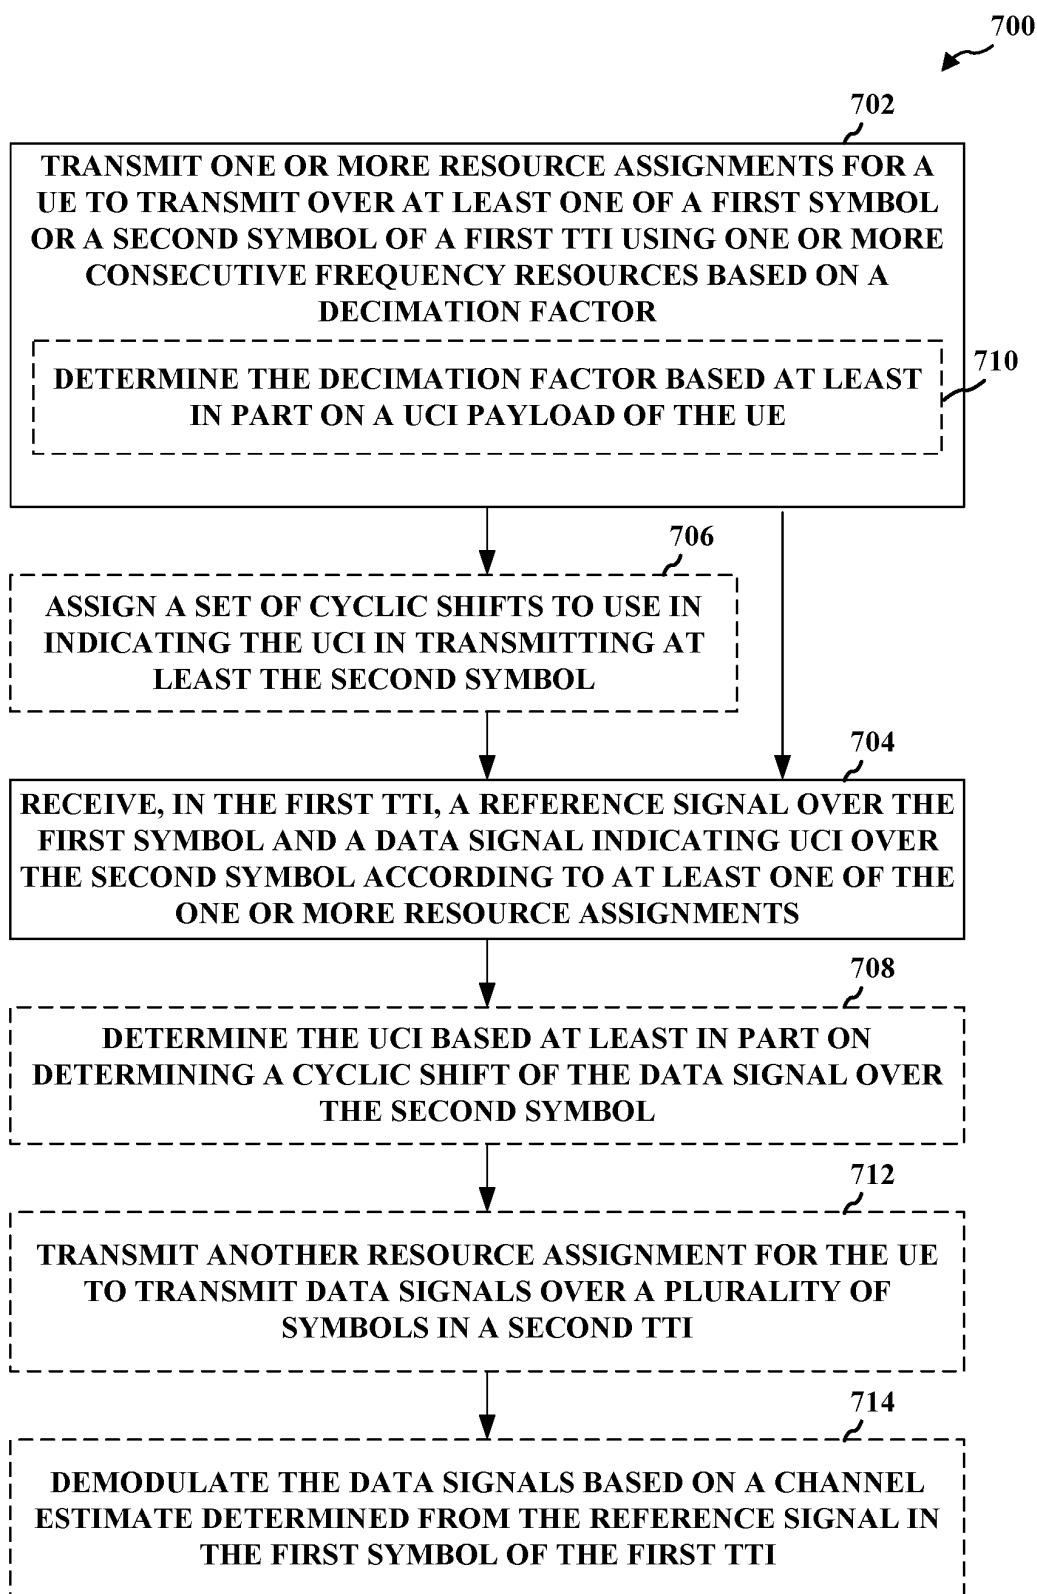 700
702
TRANSMIT ONE OR MORE RESOURCE ASSIGNMENTS FOR A
UE TO TRANSMIT OVER AT LEAST ONE OF A FIRST SYMBOL
OR A SECOND SYMBOL OF A FIRST TTI USING ONE OR MORE
CONSECUTIVE FREQUENCY RESOURCES BASED ON A
DECIMATION FACTOR
710
DETERMINE THE DECIMATION FACTOR BASED AT LEAST
IN PART ON A UCI PAYLOAD OF THE UE
706
ASSIGN A SET OF CYCLIC SHIFTS TO USE IN
INDICATING THE UCI IN TRANSMITTING AT
LEAST THE SECOND SYMBOL
704
RECEIVE, IN THE FIRST TTI, A REFERENCE SIGNAL OVER THE
FIRST SYMBOL AND A DATA SIGNAL INDICATING UCI OVER
THE SECOND SYMBOL ACCORDING TO AT LEAST ONE OF THE
ONE OR MORE RESOURCE ASSIGNMENTS
708
DETERMINE THE UCI BASED AT LEAST IN PART ON
DETERMINING A CYCLIC SHIFT OF THE DATA SIGNAL OVER
THE SECOND SYMBOL
712
TRANSMIT ANOTHER RESOURCE ASSIGNMENT FOR THE UE
TO TRANSMIT DATA SIGNALS OVER A PLURALITY OF
SYMBOLS IN A SECOND TTI
714
DEMODULATE THE DATA SIGNALS BASED ON A CHANNEL
ESTIMATE DETERMINED FROM THE REFERENCE SIGNAL IN
THE FIRST SYMBOL OF THE FIRST TTI